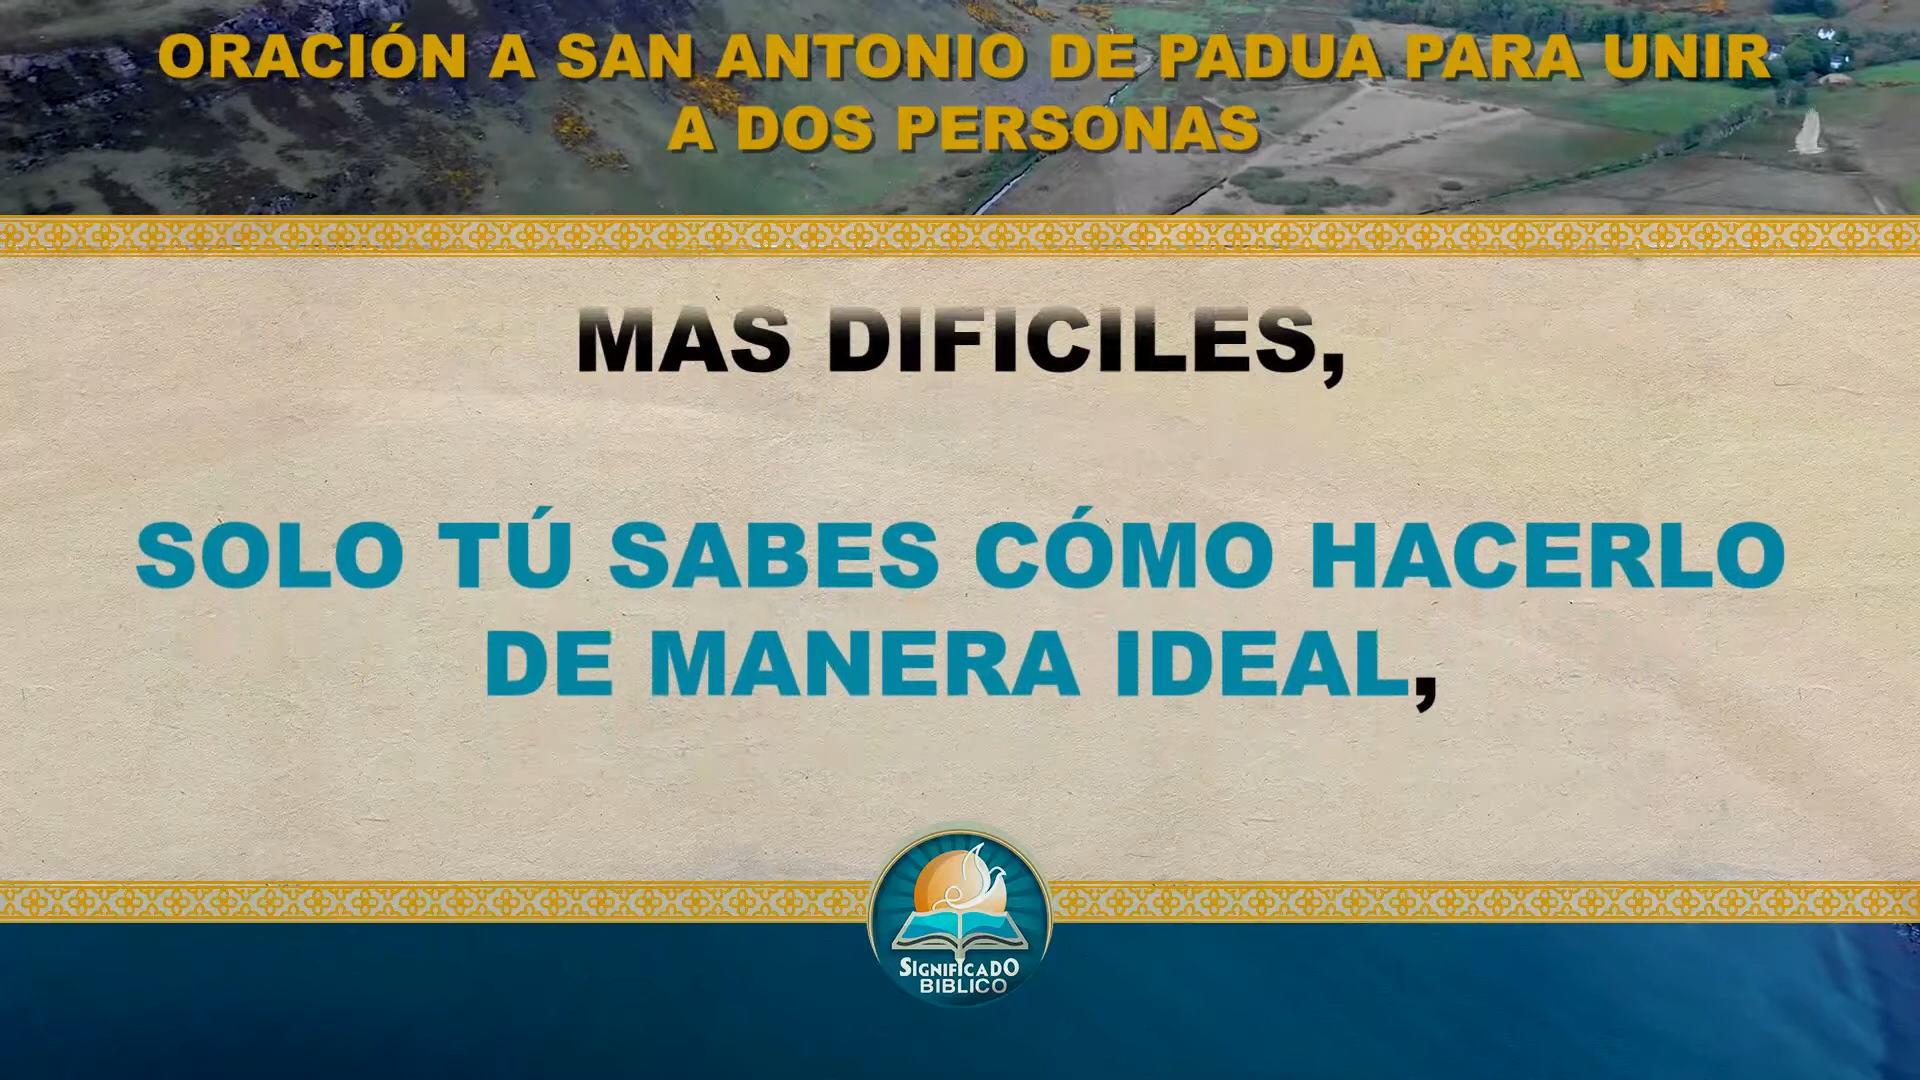 ORACIÓN A SAN ANTONIO DE PADUA PARA UNIR
A DOS PERSONAS
MAS DIFICILES,
SOLO TÚ SABES CÓMO HACERLO
DE MANERA IDEAL,
SIGNIFICADO
BIBLICO